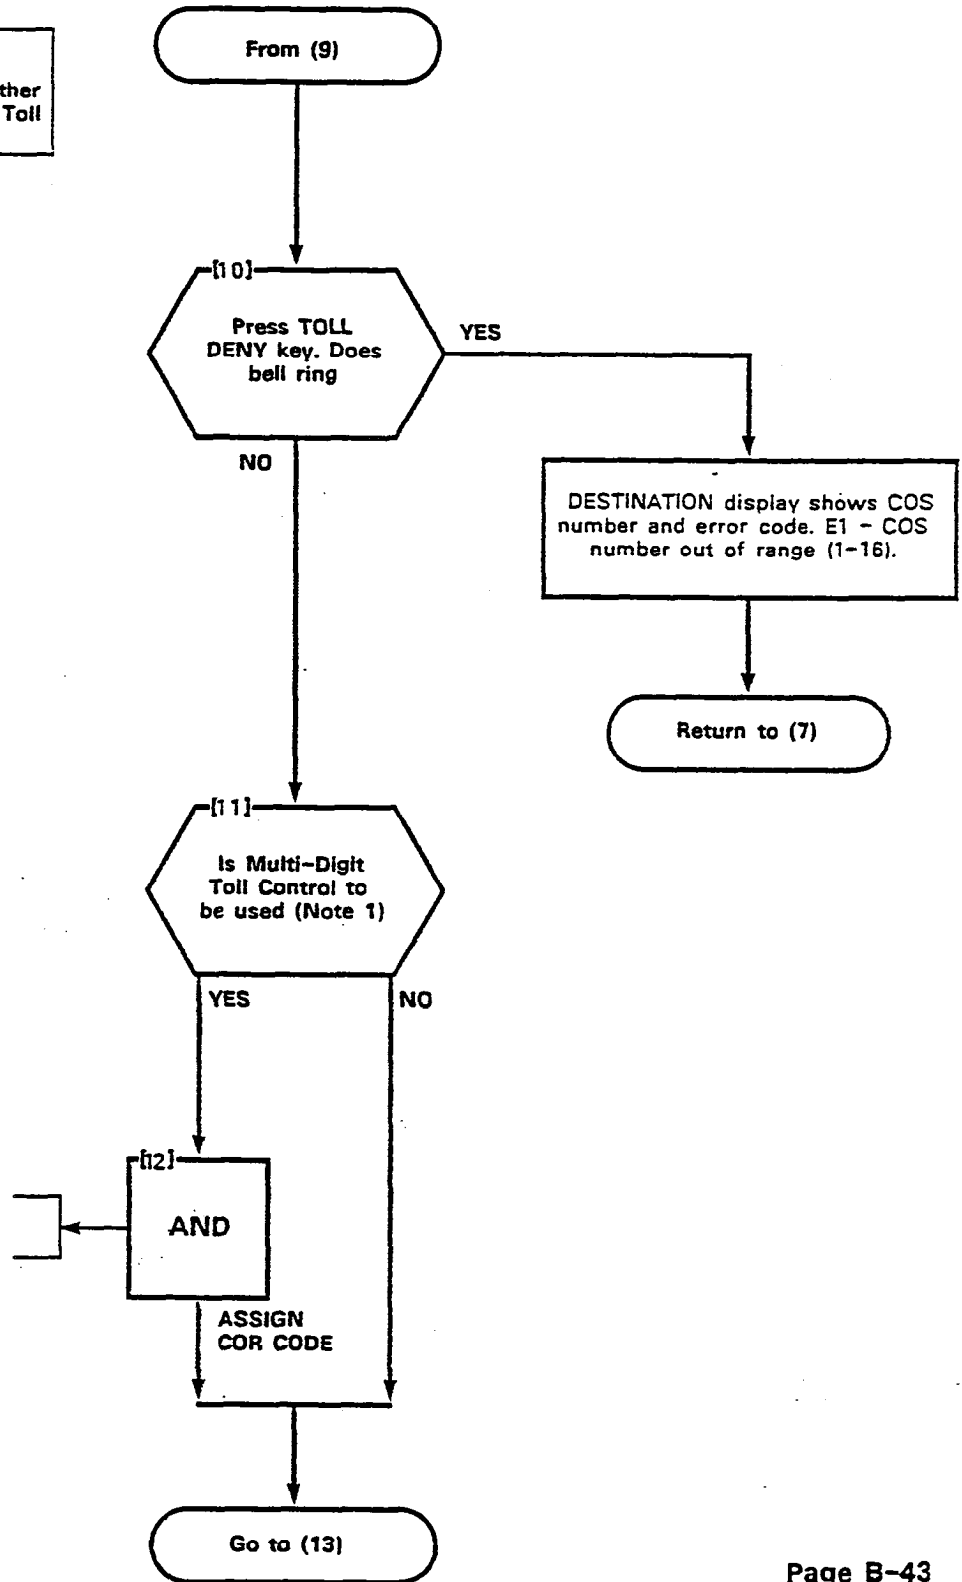 From (9)
ther
Toll
[10]
Press TOLL
DENY key. Does
bell ring
YES
NO
DESTINATION display shows COS
number and error code. E1 - COS
number out of range (1-16).
Return to (7)
[11]
Is Multi-Digit
Toll Control to
be used (Note 1)
YES
NO
[12]
AND
ASSIGN
COR CODE
Go to (13)
Page B-43